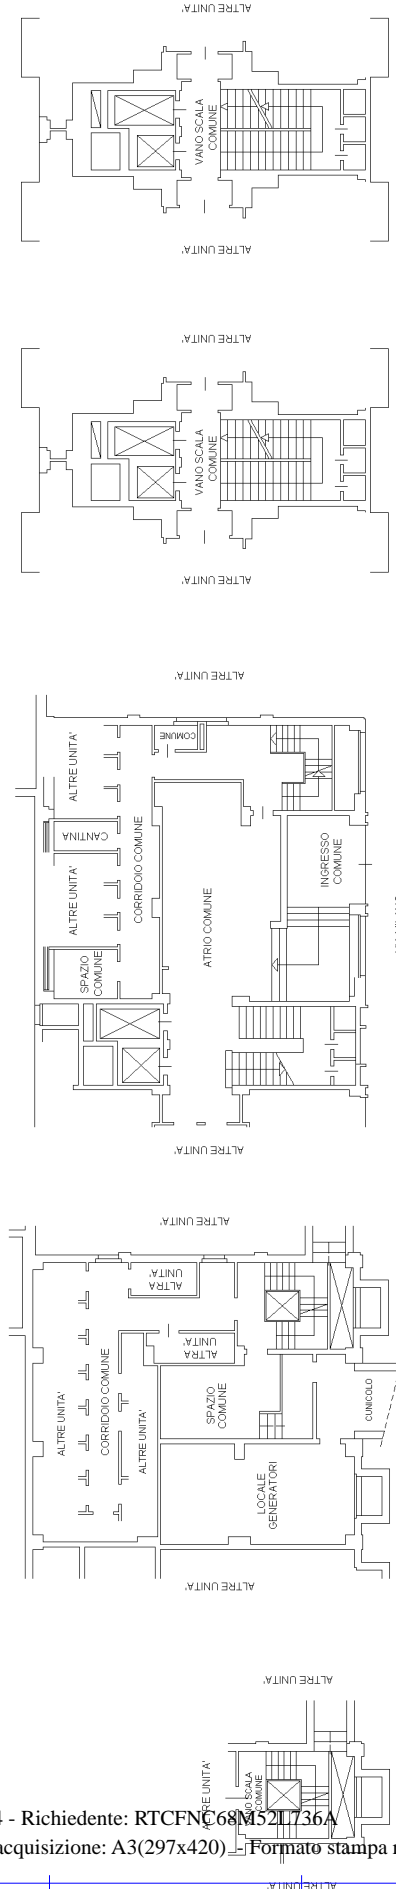 ALTRE UNITA'
VANO SCALA
COMUNE
ALTRE UNITA'
ALTRE UNITA'
VANO SCALA
COMUNE
ALTRE UNITA'
ALTRE UNITA'
ALTRE UNITA'
COMUNE
CANTINA
CORRIDOIO COMUNE
INGRESSO
COMUNE
ALTRE UNITA'
ATRIO COMUNE
SPAZIO
COMUNE
ALTRE UNITA'
ALTRE UNITA'
ALTRA
UNITA'
ALTRA
UNITA'
ALTRE UNITA'
CORRIDOIO COMUNE
ALTRE UNITA'
SPAZIO
COMUNE
CUNICOLO
LOCALE
GENERATORI
ALTRE UNITA'
ALTRE UNITA'
ALTRE UNITA'
VANO SCALA
COMUNE
- Richiedente: RTCFNC68M52L736A
acquisizione: A3(297x420) - Formato stampa
ALTRE UNITA'